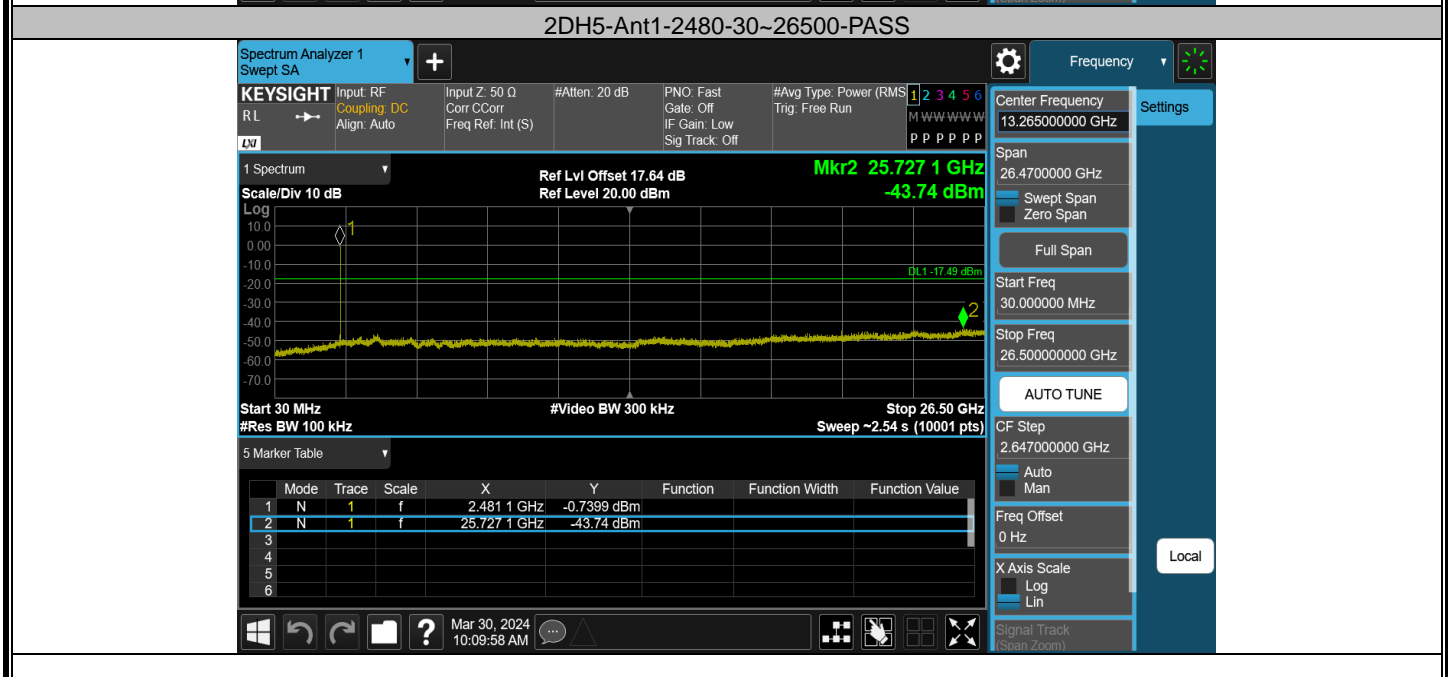 (Span Zoom)
2DH5-Ant1-2480-30~26500-PASS
Spectrum Analyzer 1
Swept SA
+
Frequency
KEYSIGHT
RL
LXI
Input: RF
Coupling: DC
Align: Auto
Input Z: 50 Ω
Corr CCorr
Freq Ref: Int (S)
#Atten: 20 dB
PNO: Fast
Gate: Off
IF Gain: Low
Sig Track: Off
#Avg Type: Power (RMS
Trig: Free Run
1 2 3 4 5 6
M W W W W W
P P P P P P
1 Spectrum
Scale/Div 10 dB
Ref Lvl Offset 17.64 dB
Ref Level 20.00 dBm
Mkr2 25.727 1 GHz
-43.74 dBm
Log
10.0
0.00
-10.0
-20.0
-30.0
-40.0
-50.0
-60.0
-70.0
1
DL1 -17.49 dBm
2
Start 30 MHz
#Video BW 300 kHz
Stop 26.50 GHz
#Res BW 100 kHz
Sweep ~2.54 s (10001 pts)
5 Marker Table
Mode Trace Scale X Y Function Function Width Function Value
1 N 1 f 2.481 1 GHz -0.7399 dBm
2 N 1 f 25.727 1 GHz -43.74 dBm
3
4
5
6
?
Mar 30, 2024
10:09:58 AM
Center Frequency
13.265000000 GHz
Settings
Span
26.4700000 GHz
Swept Span
Zero Span
Full Span
Start Freq
30.000000 MHz
Stop Freq
26.500000000 GHz
AUTO TUNE
CF Step
2.647000000 GHz
Auto
Man
Freq Offset
0 Hz
X Axis Scale
Log
Lin
Local
Signal Track
(Span Zoom)